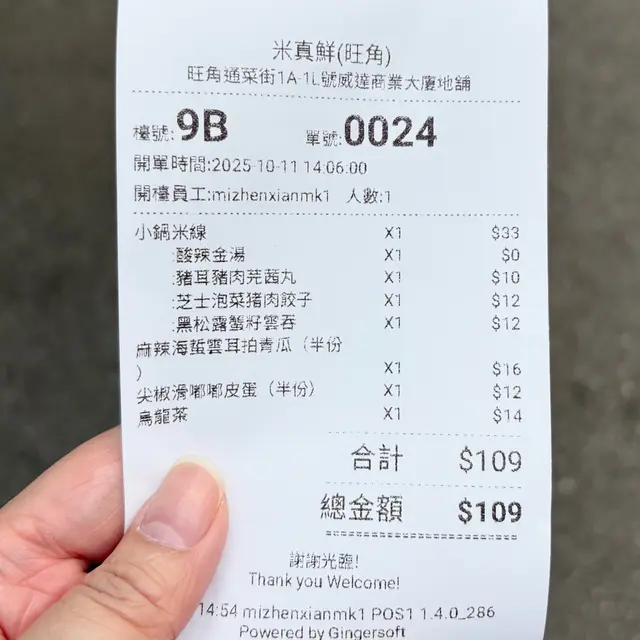 米真鮮(旺角)
旺角通菜街1A-1L號威達商業大廈地舖
檯號:9B 單號:0024
開單時間:2025-10-11 14:06:00
開檯員工:mizhenxianmk1 人數:1
小鍋米線 X1 $33
:酸辣金湯 X1 $0
:豬耳豬肉芫茜丸 X1 $10
:芝士泡菜猪肉餃子 X1 $12
:黑松露蟹籽雲吞 X1 $12
麻辣海蜇雲耳拍青瓜（半份
） X1 $16
尖椒滑嘟嘟皮蛋（半份） X1 $12
烏龍茶 X1 $14
合計 $109
總金額 $109
謝謝光臨!
Thank you Welcome!
14:54 mizhenxianmk1 POS1 1.4.0_286
Powered by Gingersoft